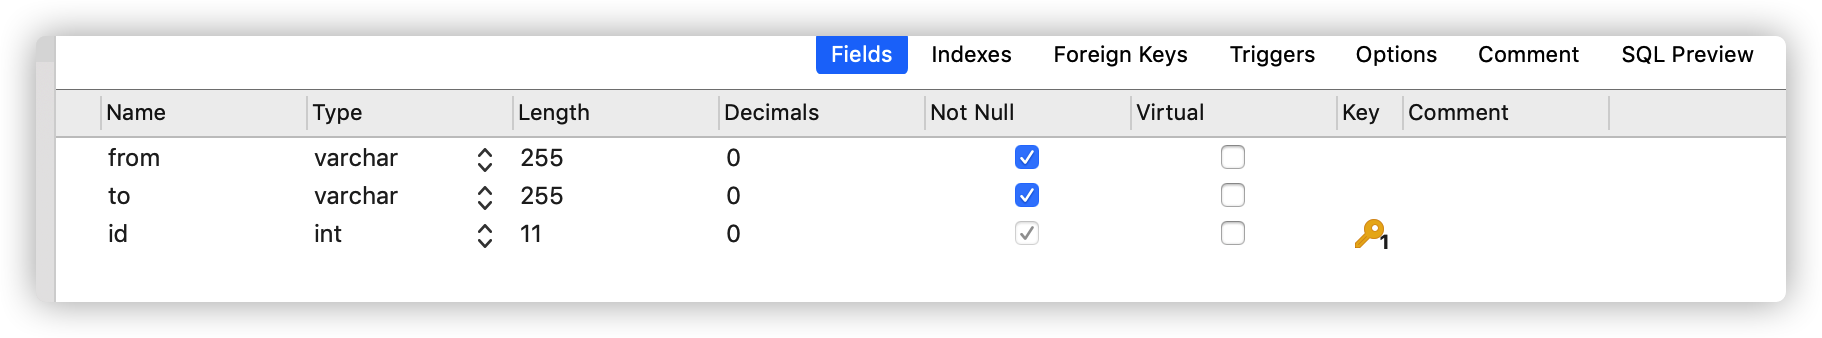 Fields Indexes Foreign Keys Triggers Options Comment SQL Preview
Name Type Length Decimals Not Null Virtual Key Comment
from varchar 255 0
to varchar 255 0
id int 11 0 1